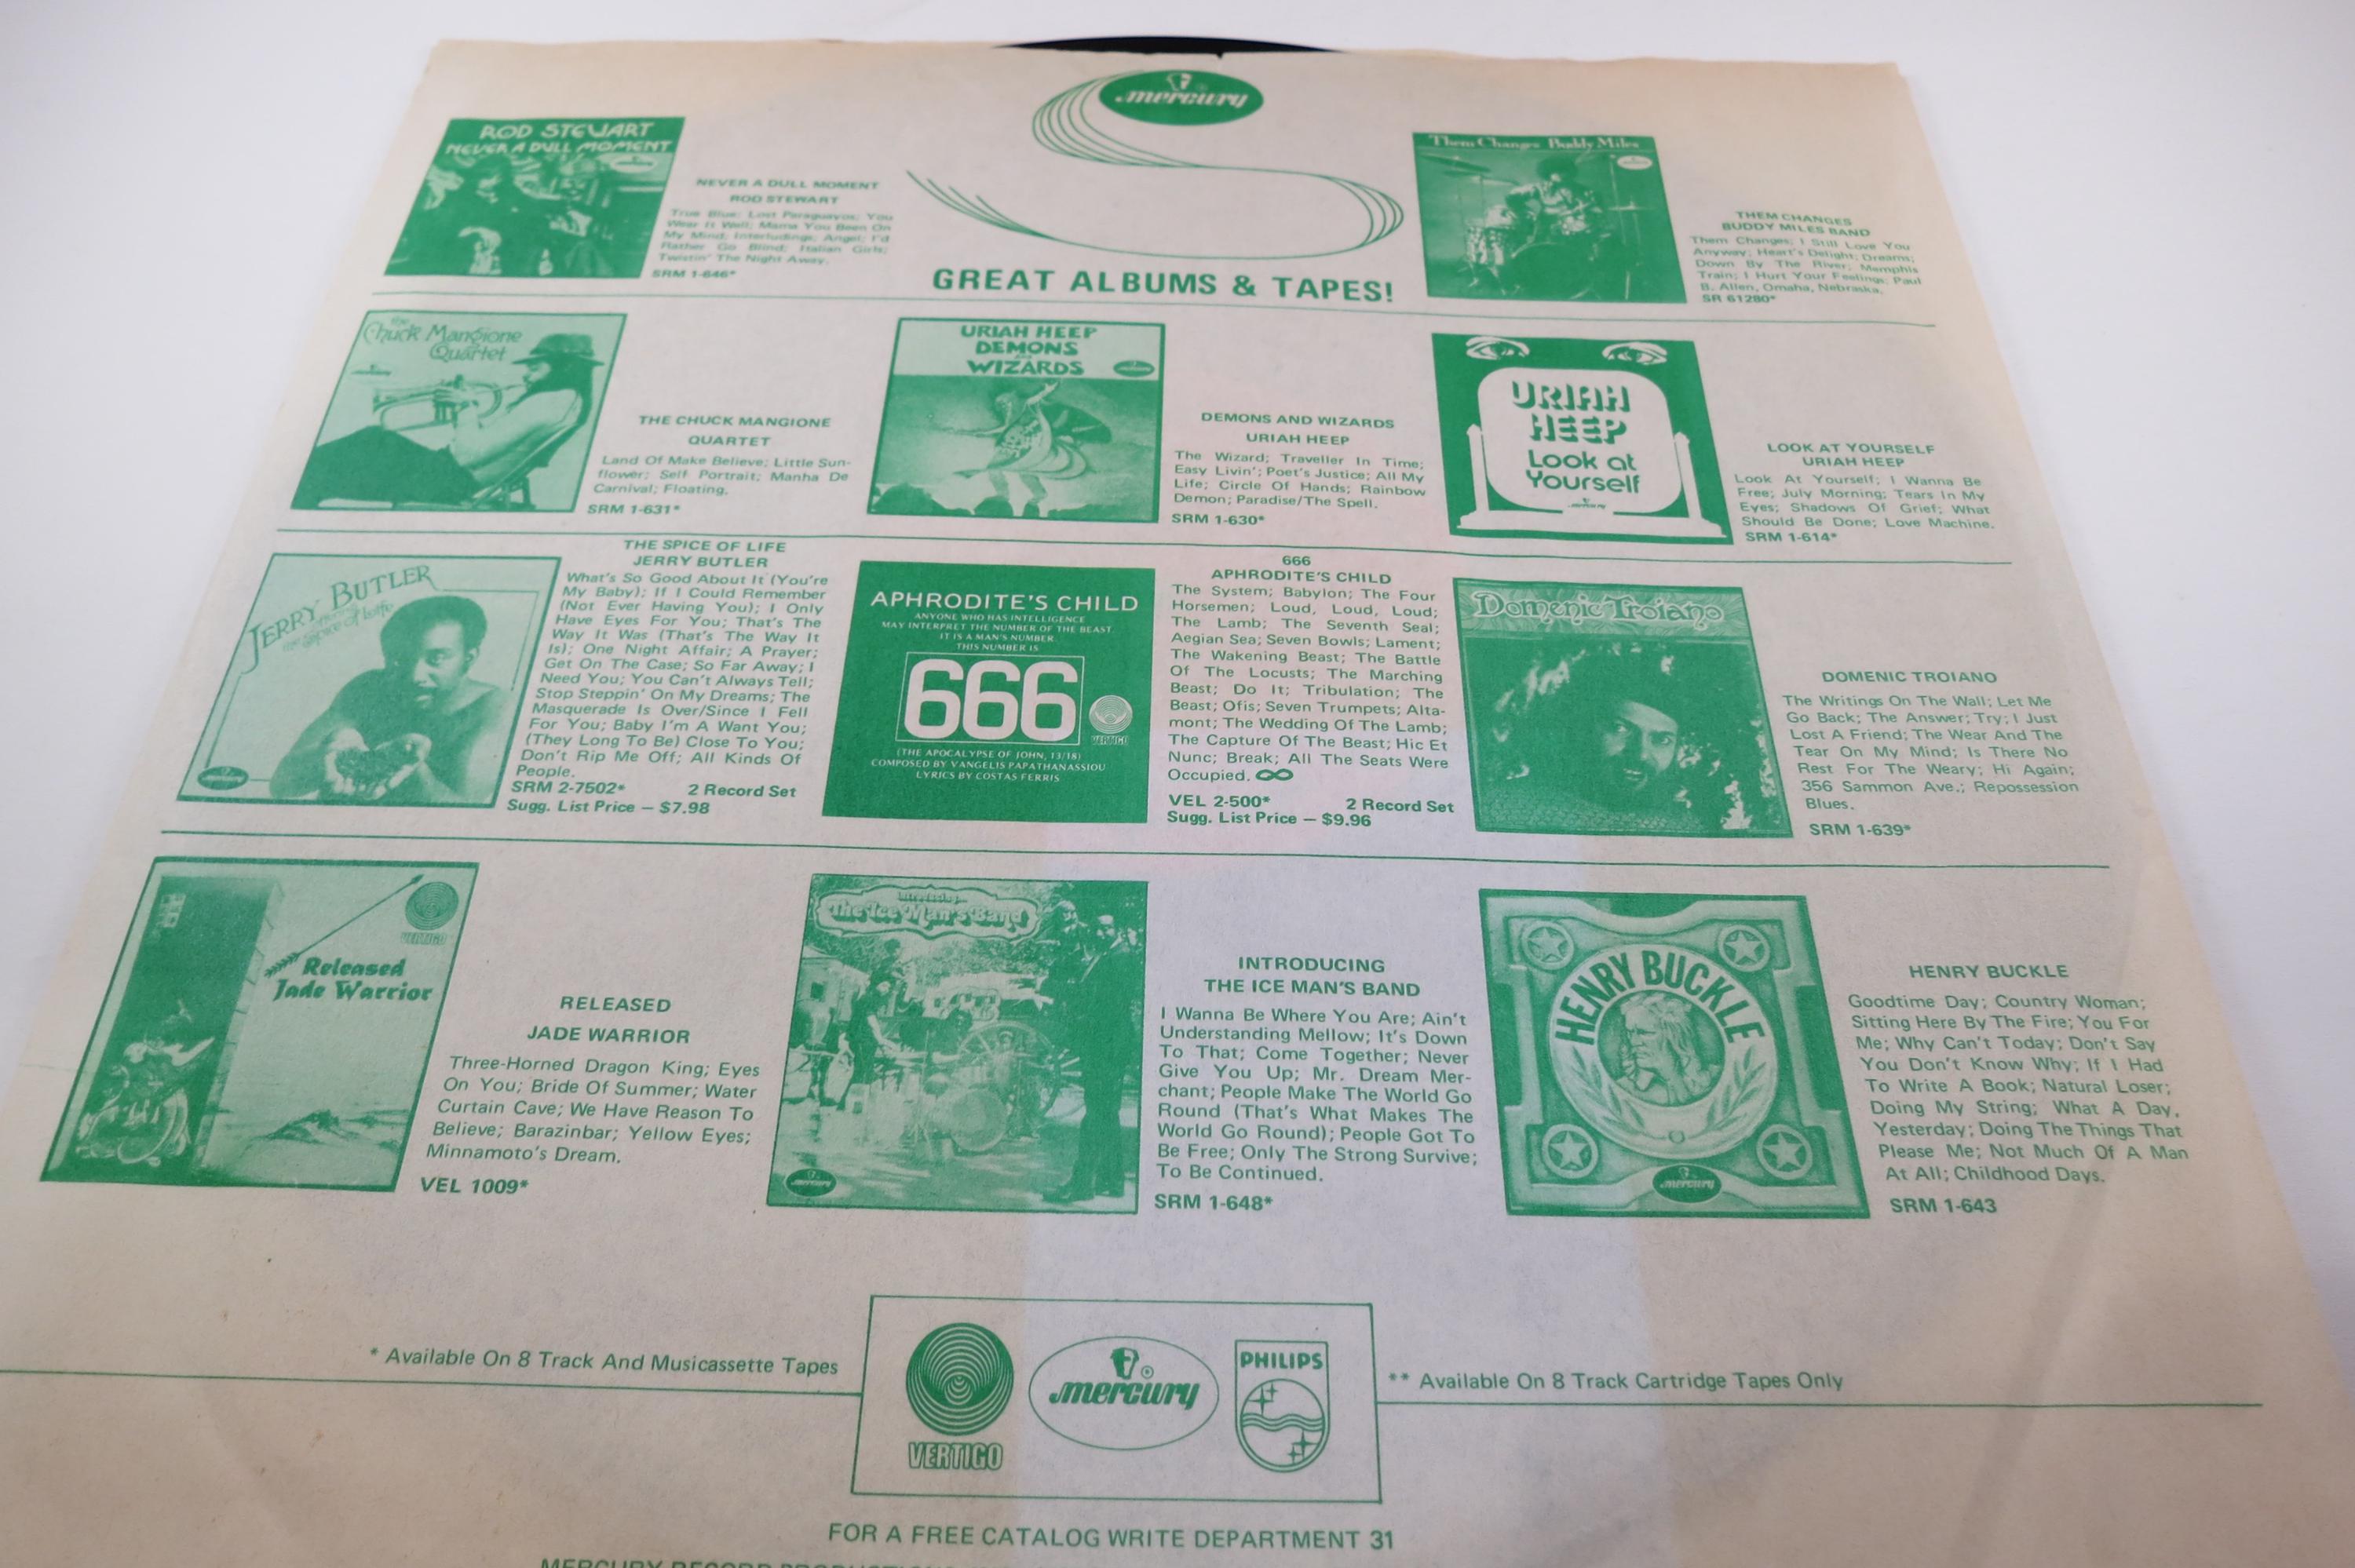 mercury
ROD STEWART
NEVER A DULL MOMENT
NEVER A DULL MOMENT
ROD STEWART
True Blue; Lost Paraguayos; You
Wear It Well; Mama You Been On
My Mind; Interludings; Angel; I'd
Rather Go Blind; Italian Girls;
Twistin' The Night Away.
SRM 1-646*
GREAT ALBUMS & TAPES!
Them Changes Buddy Miles
THEM CHANGES
BUDDY MILES BAND
Them Changes; I Still Love You
Anyway; Heart's Delight; Dreams;
Down By The River; Memphis
Train; I Hurt Your Feelings; Paul
B. Allen, Omaha, Nebraska.
SR 61280*
the
Chuck Mangione
Quartet
THE CHUCK MANGIONE
QUARTET
Land Of Make Believe; Little Sun-
flower; Self Portrait; Manha De
Carnival; Floating.
SRM 1-631*
URIAH HEEP
DEMONS
AND
WIZARDS
DEMONS AND WIZARDS
URIAH HEEP
The Wizard; Traveller In Time;
Easy Livin'; Poet's Justice; All My
Life; Circle Of Hands; Rainbow
Demon; Paradise/The Spell.
SRM 1-630*
URIAH
HEEP
Look at
Yourself
LOOK AT YOURSELF
URIAH HEEP
Look At Yourself; I Wanna Be
Free; July Morning; Tears In My
Eyes; Shadows Of Grief; What
Should Be Done; Love Machine.
SRM 1-614*
JERRY BUTLER
the Spice of Life
mercury
THE SPICE OF LIFE
JERRY BUTLER
What's So Good About It (You're
My Baby); If I Could Remember
(Not Ever Having You); I Only
Have Eyes For You; That's The
Way It Was (That's The Way It
Is); One Night Affair; A Prayer;
Get On The Case; So Far Away; I
Need You; You Can't Always Tell;
Stop Steppin' On My Dreams; The
Masquerade Is Over/Since I Fell
For You; Baby I'm A Want You;
(They Long To Be) Close To You;
Don't Rip Me Off; All Kinds Of
People.
SRM 2-7502* 2 Record Set
Sugg. List Price — $7.98
APHRODITE'S CHILD
ANYONE WHO HAS INTELLIGENCE
MAY INTERPRET THE NUMBER OF THE BEAST
IT IS A MAN'S NUMBER
THIS NUMBER IS
666
VERTIGO
(THE APOCALYPSE OF JOHN, 13/18)
COMPOSED BY VANGELIS PAPATHANASSIOU
LYRICS BY COSTAS FERRIS
666
APHRODITE'S CHILD
The System; Babylon; The Four
Horsemen; Loud, Loud, Loud;
The Lamb; The Seventh Seal;
Aegian Sea; Seven Bowls; Lament;
The Wakening Beast; The Battle
Of The Locusts; The Marching
Beast; Do It; Tribulation; The
Beast; Ofis; Seven Trumpets; Alta-
mont; The Wedding Of The Lamb;
The Capture Of The Beast; Hic Et
Nunc; Break; All The Seats Were
Occupied. ∞
VEL 2-500* 2 Record Set
Sugg. List Price — $9.96
Domenic Troiano
DOMENIC TROIANO
The Writings On The Wall; Let Me
Go Back; The Answer; Try; I Just
Lost A Friend; The Wear And The
Tear On My Mind; Is There No
Rest For The Weary; Hi Again;
356 Sammon Ave.; Repossession
Blues.
SRM 1-639*
VERTIGO
Released
Jade Warrior
RELEASED
JADE WARRIOR
Three-Horned Dragon King; Eyes
On You; Bride Of Summer; Water
Curtain Cave; We Have Reason To
Believe; Barazinbar; Yellow Eyes;
Minnamoto's Dream.
VEL 1009*
Introducing
The Ice Man's Band
mercury
INTRODUCING
THE ICE MAN'S BAND
I Wanna Be Where You Are; Ain't
Understanding Mellow; It's Down
To That; Come Together; Never
Give You Up; Mr. Dream Mer-
chant; People Make The World Go
Round (That's What Makes The
World Go Round); People Got To
Be Free; Only The Strong Survive;
To Be Continued.
SRM 1-648*
HENRY BUCKLE
mercury
HENRY BUCKLE
Goodtime Day; Country Woman;
Sitting Here By The Fire; You For
Me; Why Can't Today; Don't Say
You Don't Know Why; If I Had
To Write A Book; Natural Loser;
Doing My String; What A Day,
Yesterday; Doing The Things That
Please Me; Not Much Of A Man
At All; Childhood Days.
SRM 1-643
* Available On 8 Track And Musicassette Tapes
VERTIGO
mercury
PHILIPS
** Available On 8 Track Cartridge Tapes Only
FOR A FREE CATALOG WRITE DEPARTMENT 31
MERCURY RECORD PRODUCTIONS